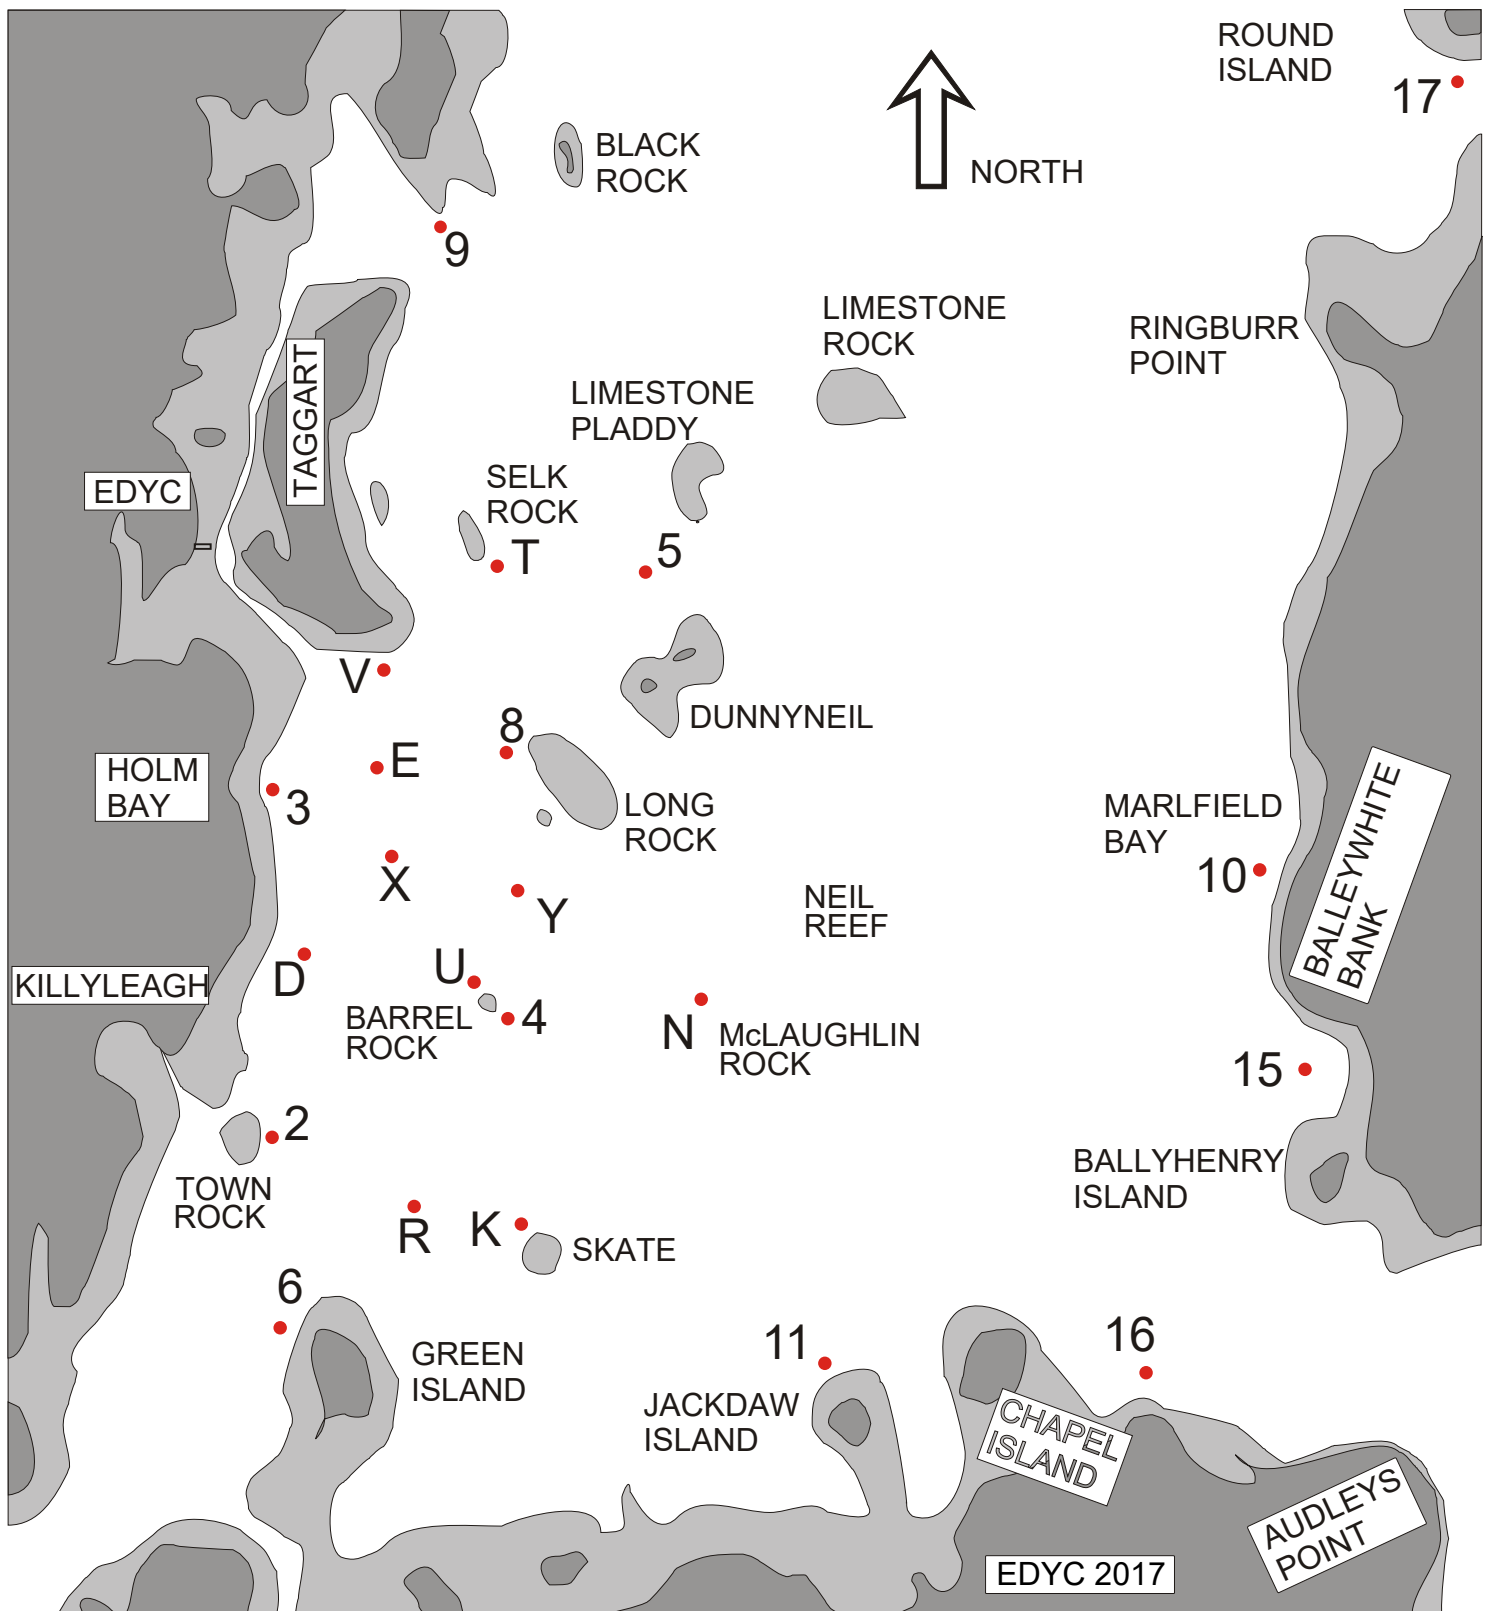 ROUND
ISLAND
17
BLACK
ROCK
NORTH
9
LIMESTONE
ROCK
RINGBURR
POINT
TAGGART
LIMESTONE
PLADDY
EDYC
SELK
ROCK
T
5
V
DUNNYNEIL
8
E
HOLM
BAY
3
LONG
ROCK
MARLFIELD
BAY
BALLEYWHITE
BANK
X
10
Y
NEIL
REEF
U
D
KILLYLEAGH
BARREL
ROCK
4
N
McLAUGHLIN
ROCK
15
2
BALLYHENRY
ISLAND
TOWN
ROCK
R
K
SKATE
6
GREEN
ISLAND
11
16
JACKDAW
ISLAND
CHAPEL
ISLAND
AUDLEYS
POINT
EDYC 2017